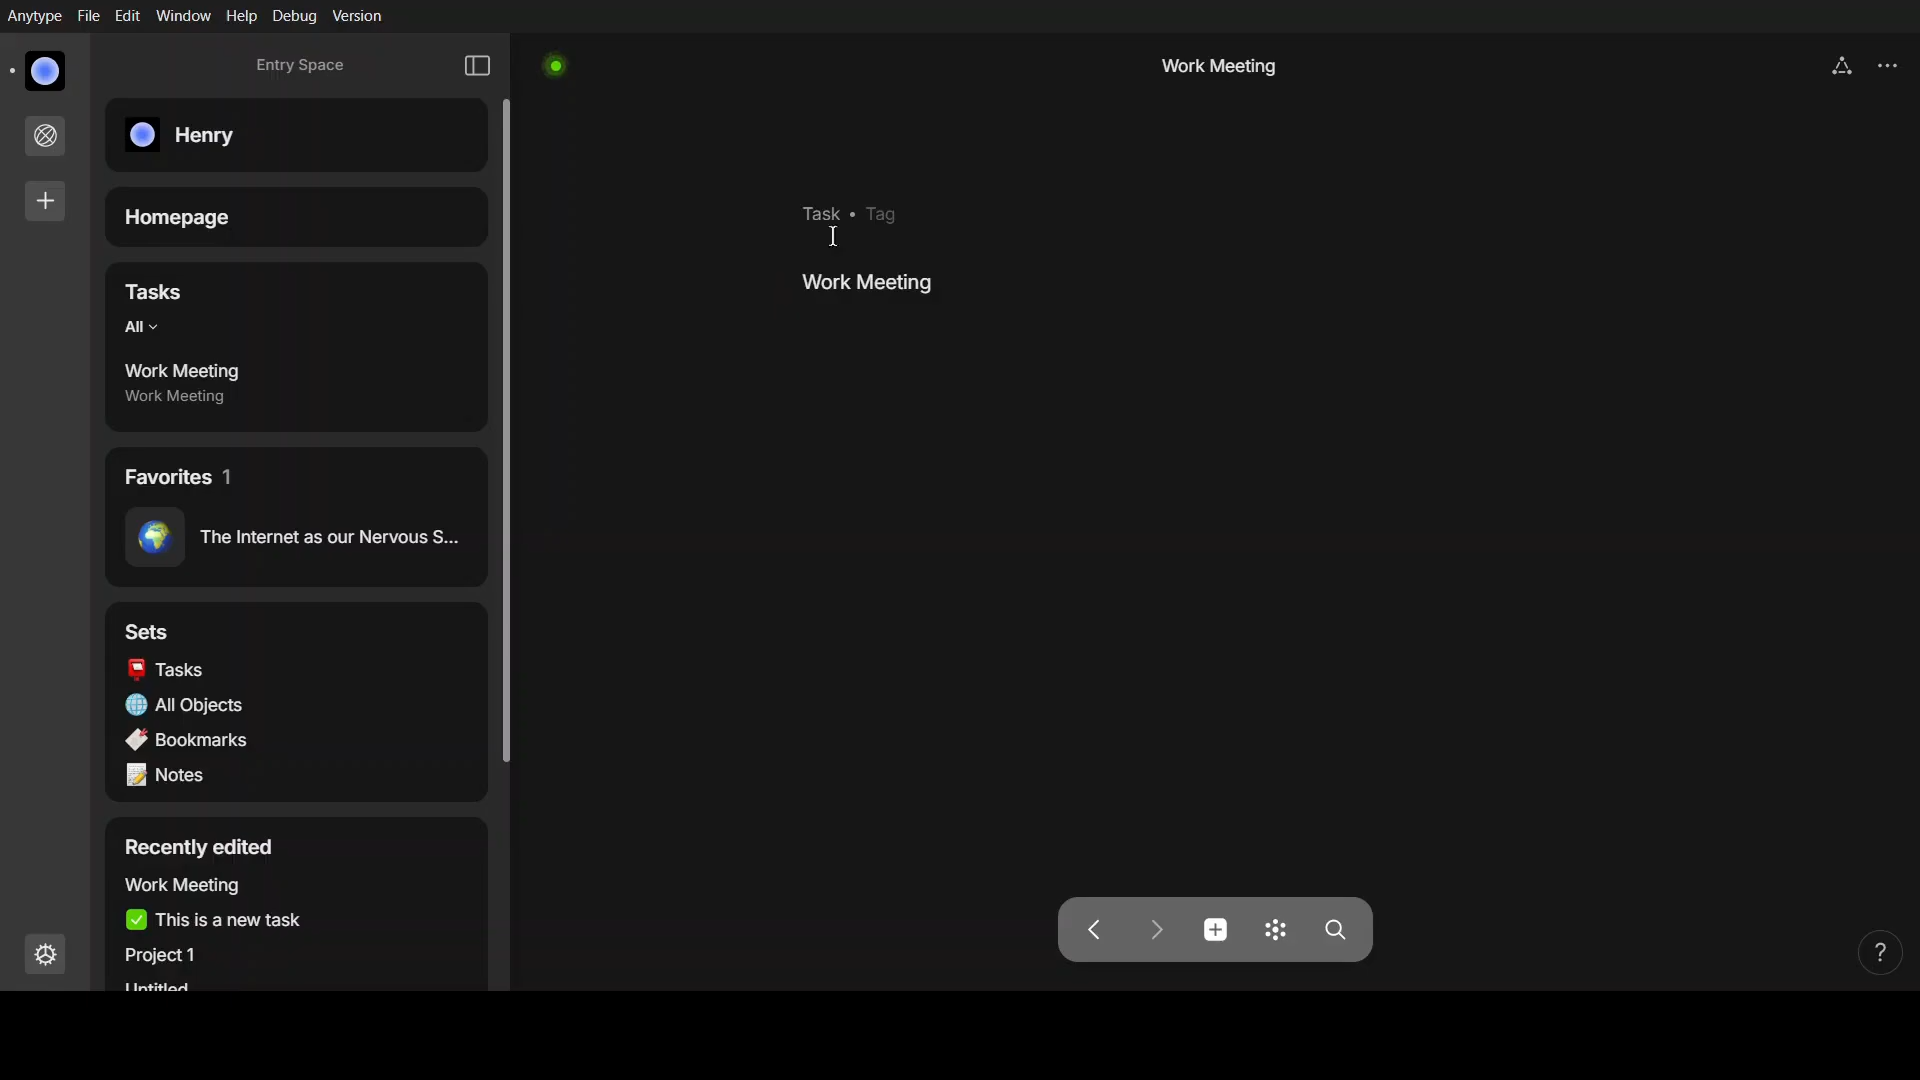 Anytype File Edit Window Help Debug Version
Entry Space
Work Meeting
Henry
Homepage
Task • Tag
Work Meeting
Tasks
All
Work Meeting
Work Meeting
Favorites 1
The Internet as our Nervous S...
Sets
Tasks
All Objects
Bookmarks
Notes
Recently edited
Work Meeting
This is a new task
Project 1
Untitled
?